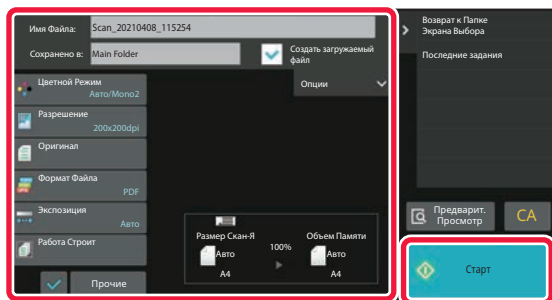 Имя Файла:
Scan_20210408_115254
Сохранено в:
Main Folder
Создать загружаемый
файл
Опции
Цветной Режим
Авто/Mono2
Разрешение
200x200dpi
Оригинал
Формат Файла
PDF
Экспозиция
Авто
Работа Строит
Прочие
Размер Скан-Я
100%
Объем Памяти
Авто
Авто
A4
A4
Возврат к Папке
Экрана Выбора
Последние задания
Предварит.
Просмотр
CA
Старт